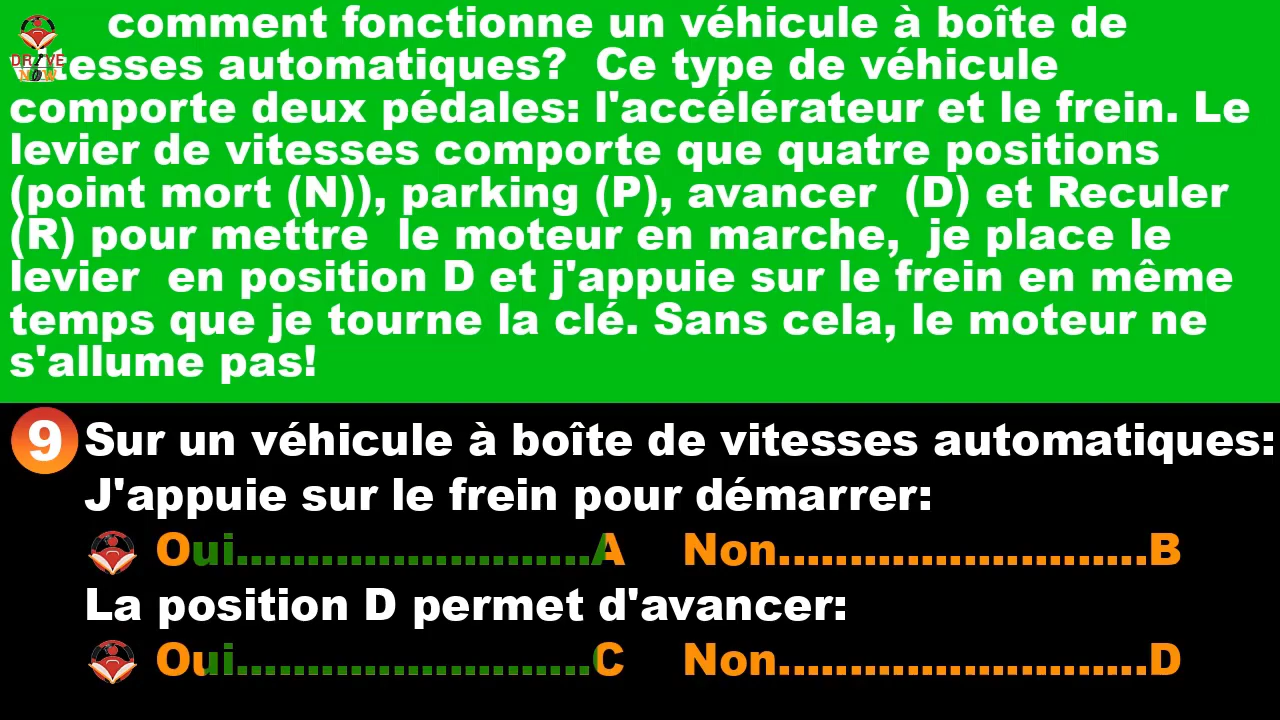 comment fonctionne un véhicule à boîte de
tesses automatiques? Ce type de véhicule
comporte deux pédales: l'accélérateur et le frein. Le
levier de vitesses comporte que quatre positions
(point mort (N)), parking (P), avancer (D) et Reculer
(R) pour mettre le moteur en marche, je place le
levier en position D et j'appuie sur le frein en même
temps que je tourne la clé. Sans cela, le moteur ne
s'allume pas!
DRIVE
NOW
9 Sur un véhicule à boîte de vitesses automatiques:
J'appuie sur le frein pour démarrer:
Oui.........................A Non..........................B
La position D permet d'avancer:
Oui.........................C Non..........................D